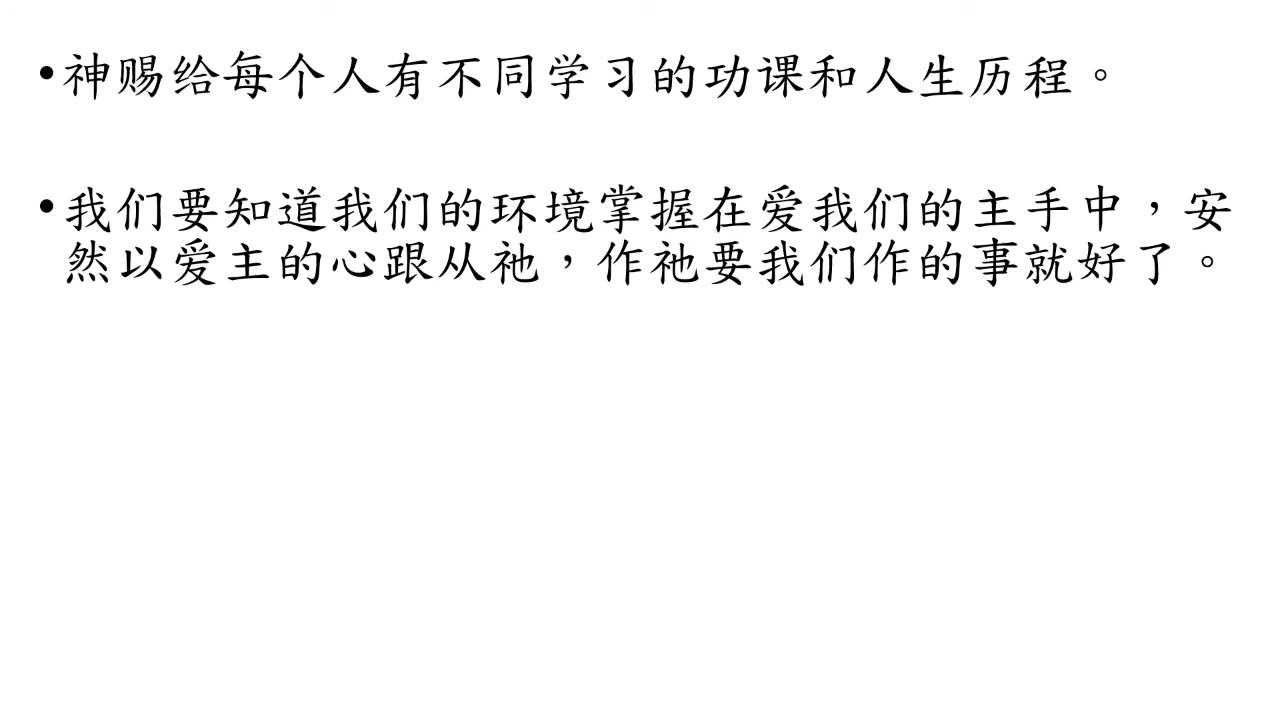 •神赐给每个人有不同学习的功课和人生历程。
•我们要知道我们的环境掌握在爱我们的主手中，安
然以爱主的心跟从祂，作祂要我们作的事就好了。